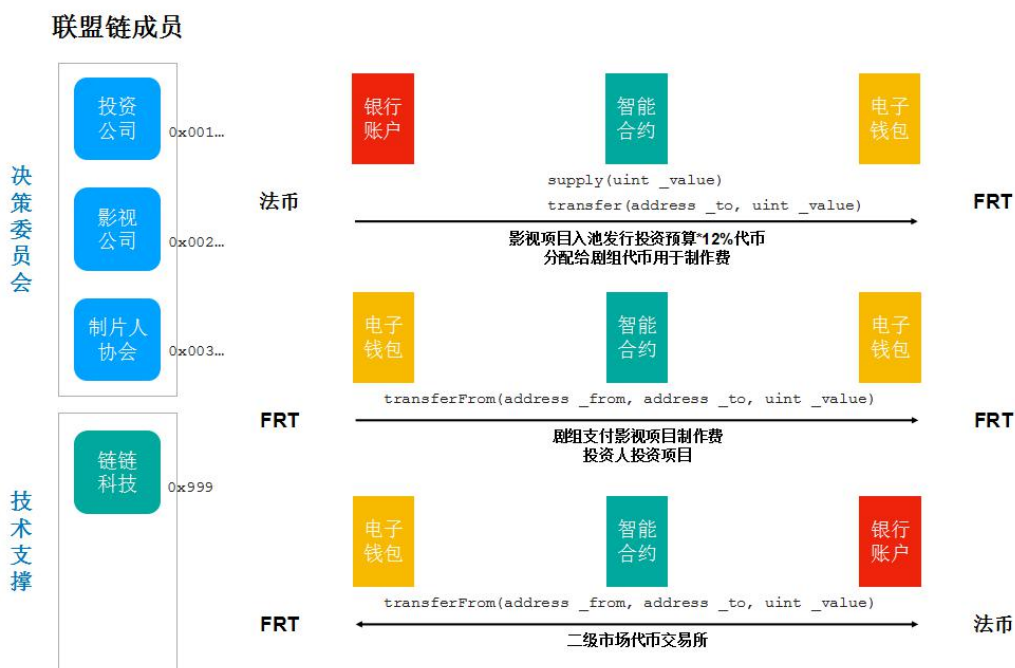 联盟链成员
决策委员会
投资
公司
0x001...
影视
公司
0x002...
制片人
协会
0x003...
技术支撑
链链
科技
0x999
银行
账户
智能
合约
电子
钱包
法币
supply(uint _value)
transfer(address _to, uint _value)
FRT
影视项目入池发行投资预算*12%代币
分配给剧组代币用于制作费
电子
钱包
智能
合约
电子
钱包
FRT
transferFrom(address _from, address _to, uint _value)
FRT
剧组支付影视项目制作费
投资人投资项目
电子
钱包
智能
合约
银行
账户
FRT
transferFrom(address _from, address _to, uint _value)
法币
二级市场代币交易所